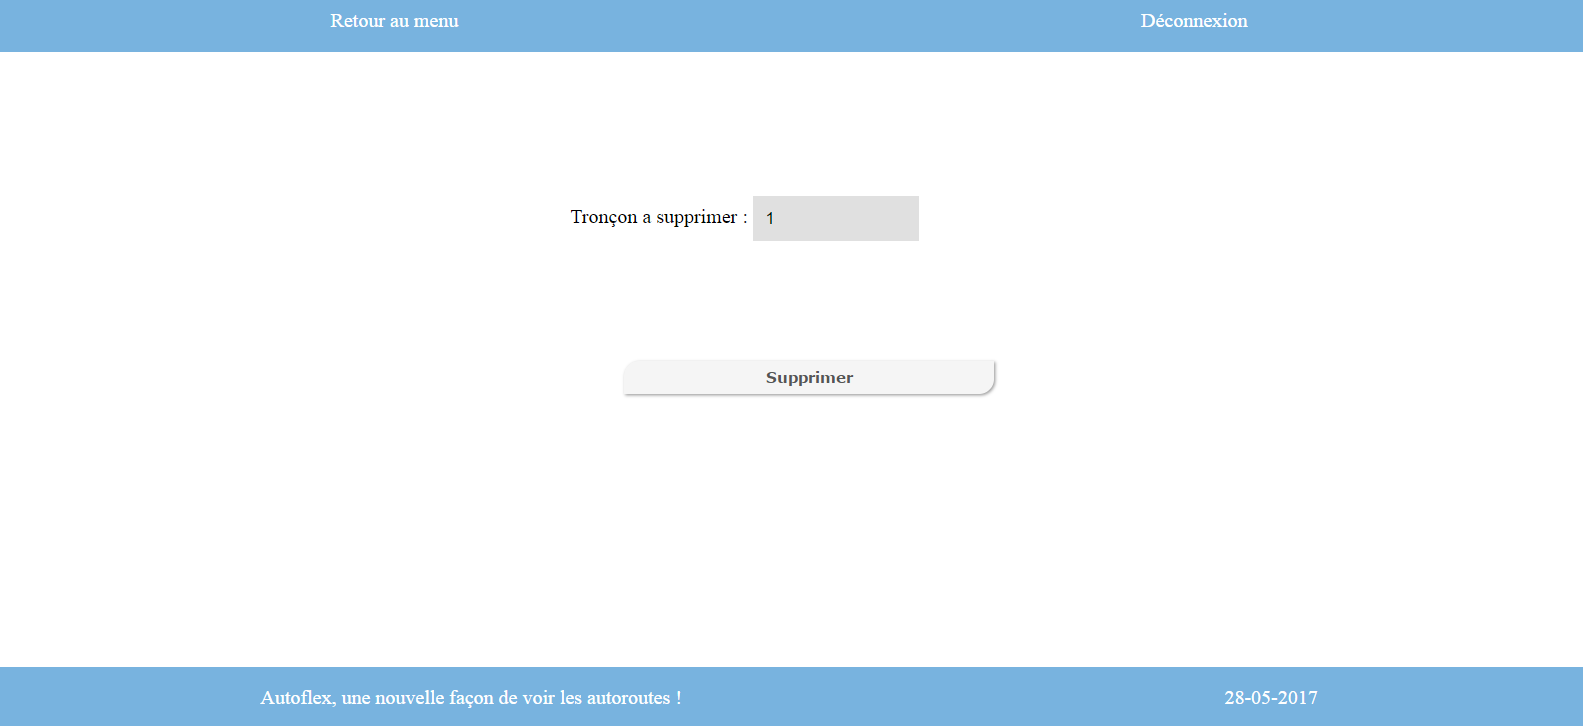 Retour au menu
Déconnexion
Tronçon a supprimer : 1
Supprimer
Autoflex, une nouvelle façon de voir les autoroutes !
28-05-2017